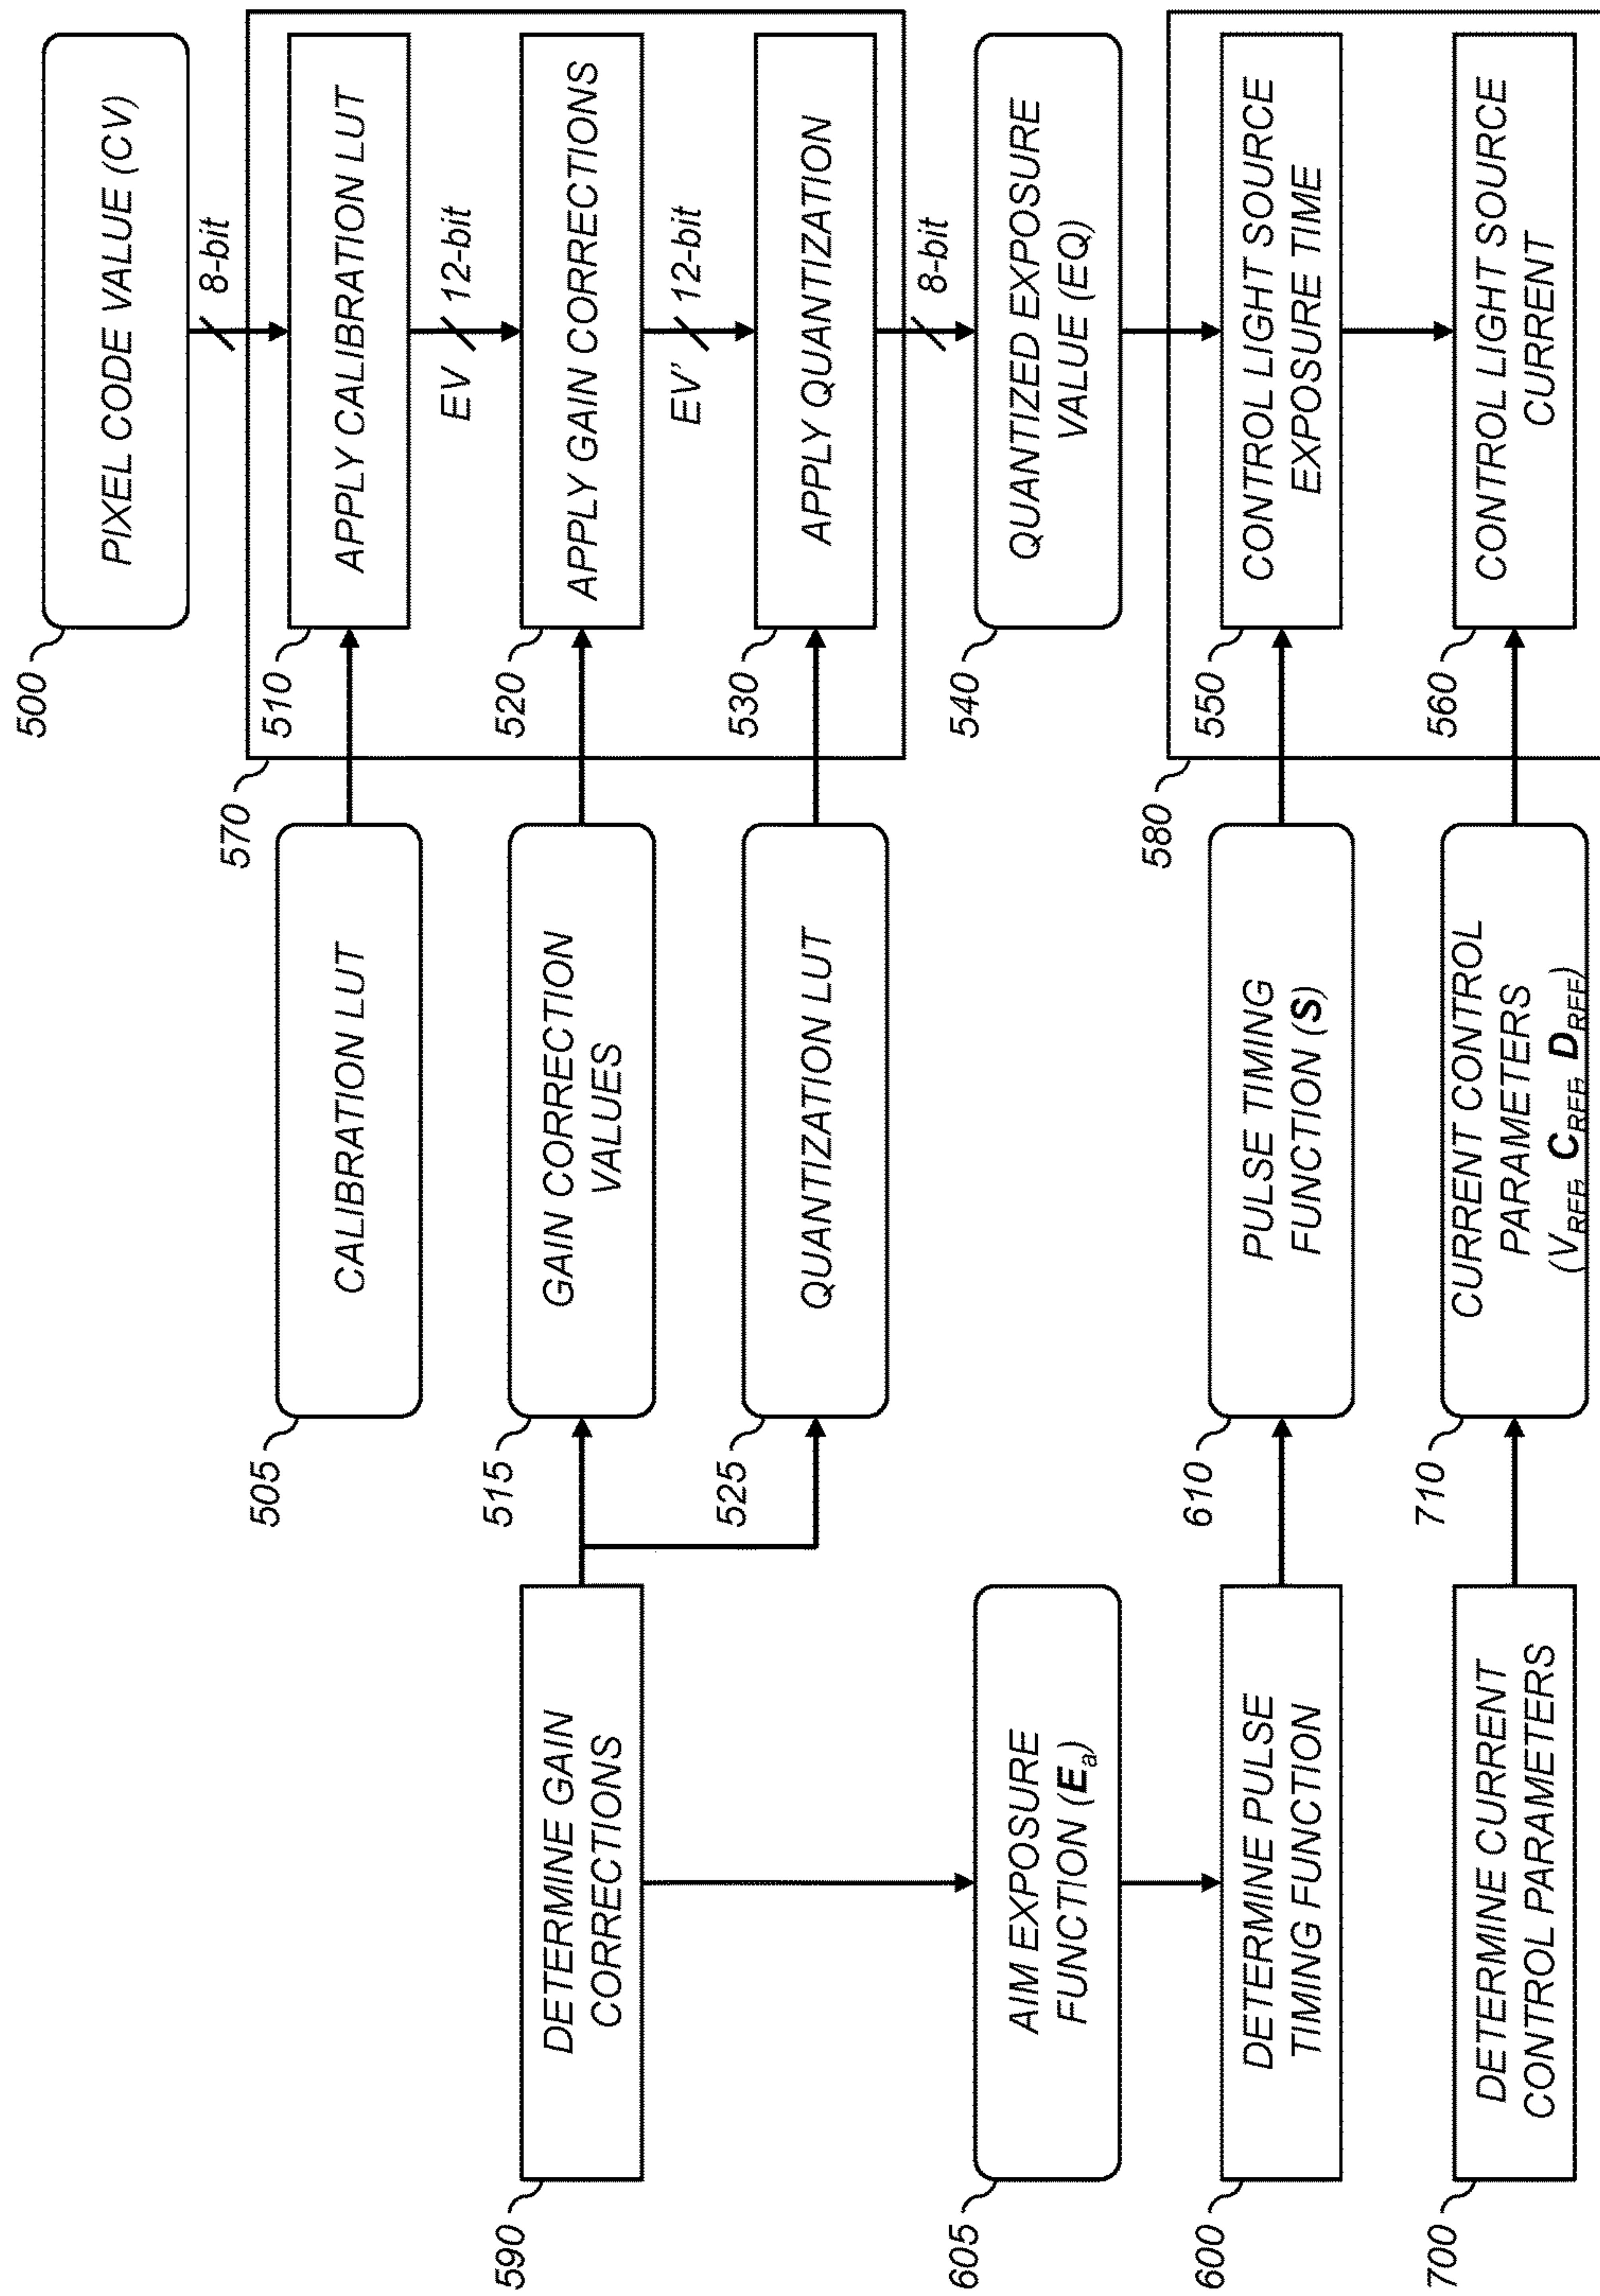 500
PIXEL CODE VALUE (CV)
8-bit
570
505
CALIBRATION LUT
510
APPLY CALIBRATION LUT
EV
12-bit
590
DETERMINE GAIN
CORRECTIONS
515
GAIN CORRECTION
VALUES
520
APPLY GAIN CORRECTIONS
EV'
12-bit
525
QUANTIZATION LUT
530
APPLY QUANTIZATION
8-bit
605
AIM EXPOSURE
FUNCTION (Ea)
540
QUANTIZED EXPOSURE
VALUE (EQ)
580
600
DETERMINE PULSE
TIMING FUNCTION
610
PULSE TIMING
FUNCTION (S)
550
CONTROL LIGHT SOURCE
EXPOSURE TIME
700
DETERMINE CURRENT
CONTROL PARAMETERS
710
CURRENT CONTROL
PARAMETERS
(VREF, CREF, DREF)
560
CONTROL LIGHT SOURCE
CURRENT